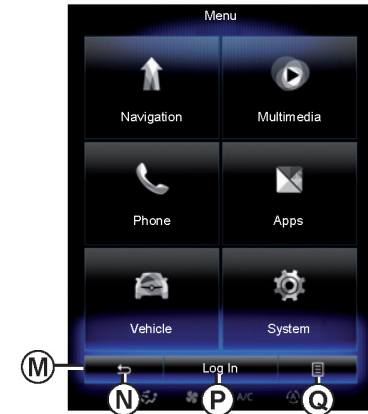 Menu
Navigation Multimedia
Phone Apps
Vehicle System
M Log In
N P A/C Q